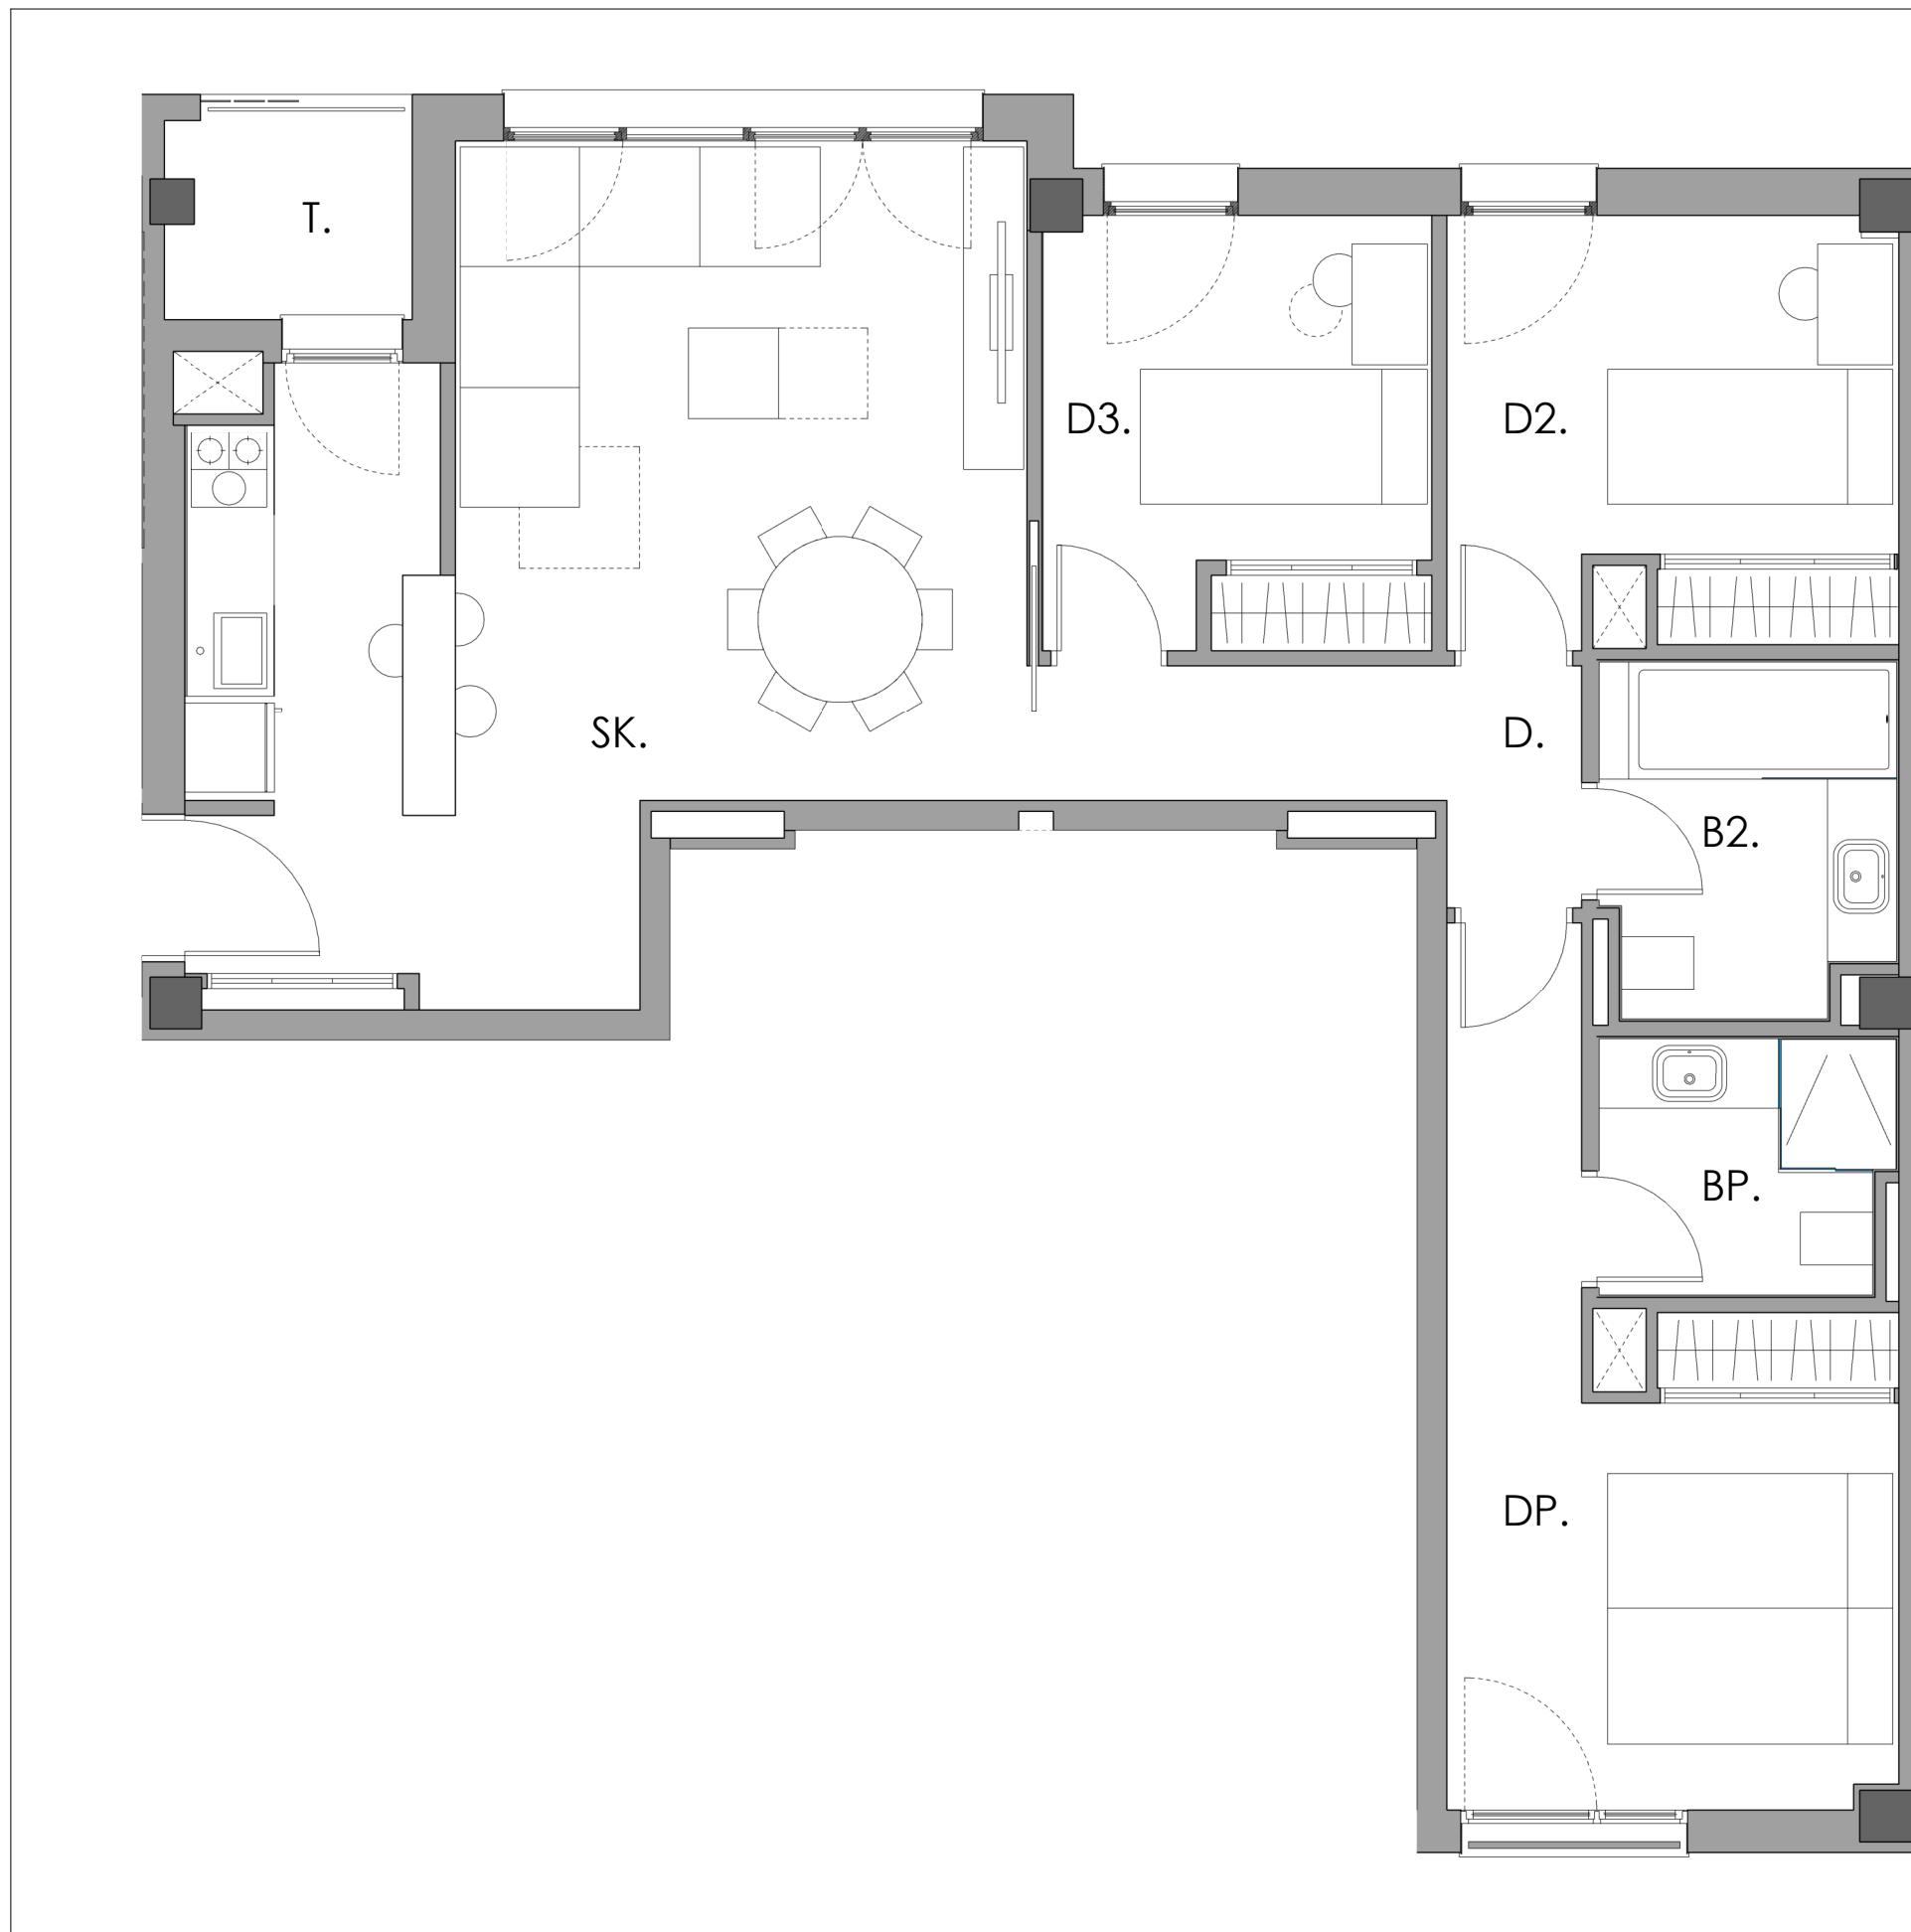 T.
D3.
D2.
SK.
D.
B2.
BP.
DP.